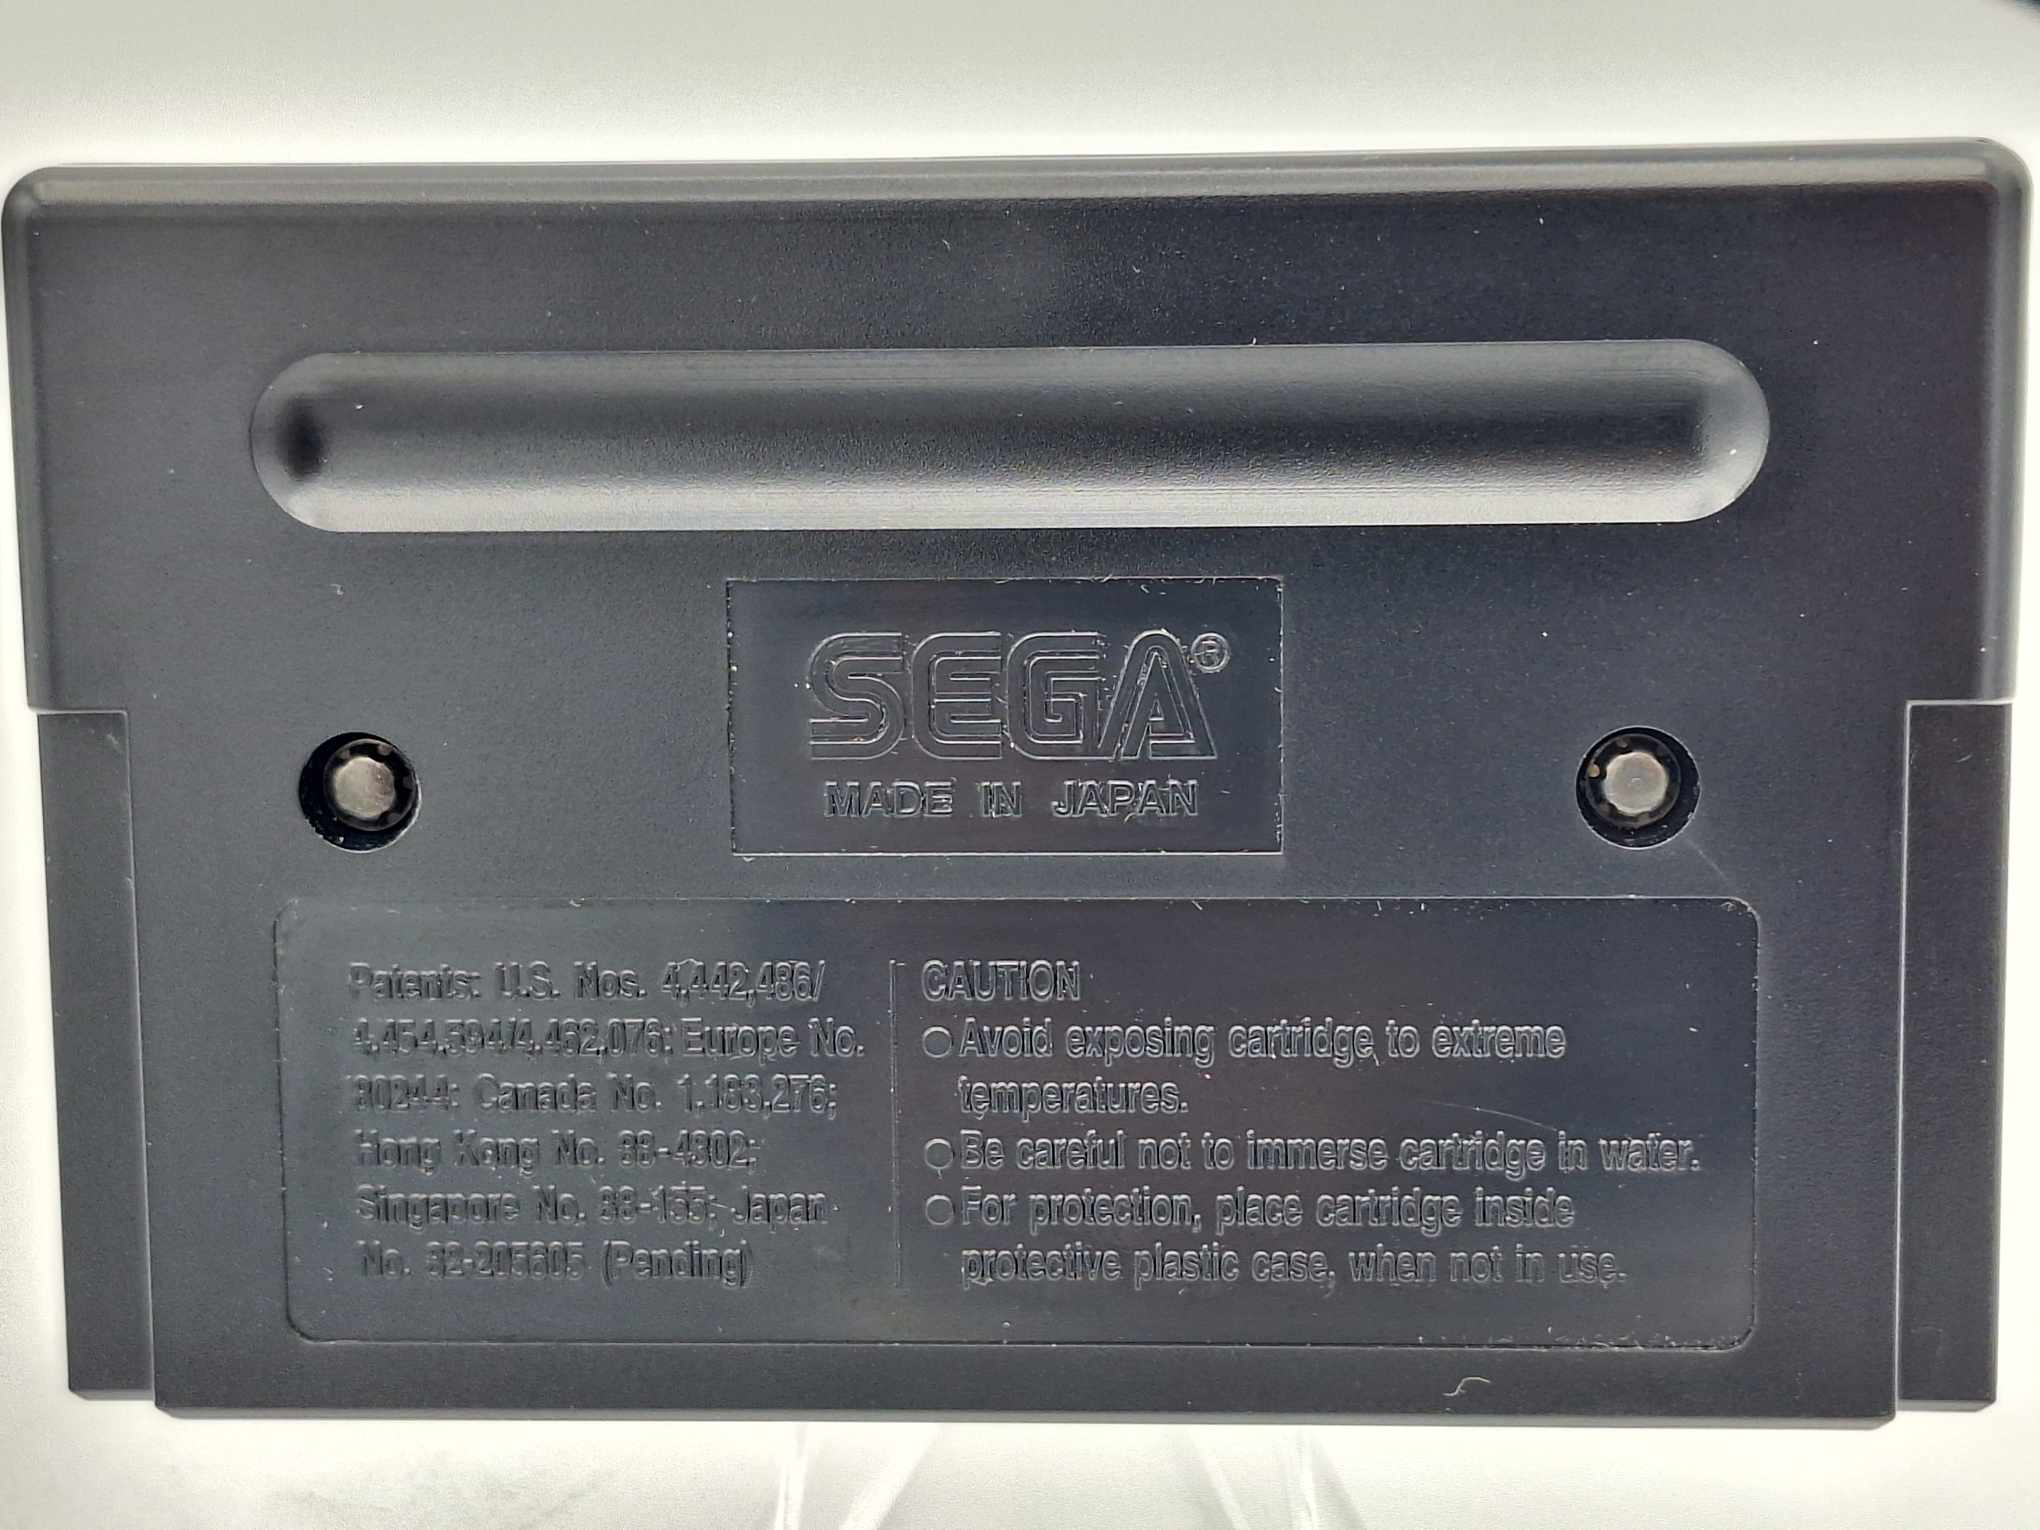 SEGA®
MADE IN JAPAN
Patents: U.S. Nos. 4,442,486/
4,454,594/4,462,076; Europe No.
80244; Canada No. 1,183,276;
Hong Kong No. 88-4302;
Singapore No. 88-155; Japan
No. 82-205605 (Pending)
CAUTION
○ Avoid exposing cartridge to extreme
temperatures.
○ Be careful not to immerse cartridge in water.
○ For protection, place cartridge inside
protective plastic case, when not in use.